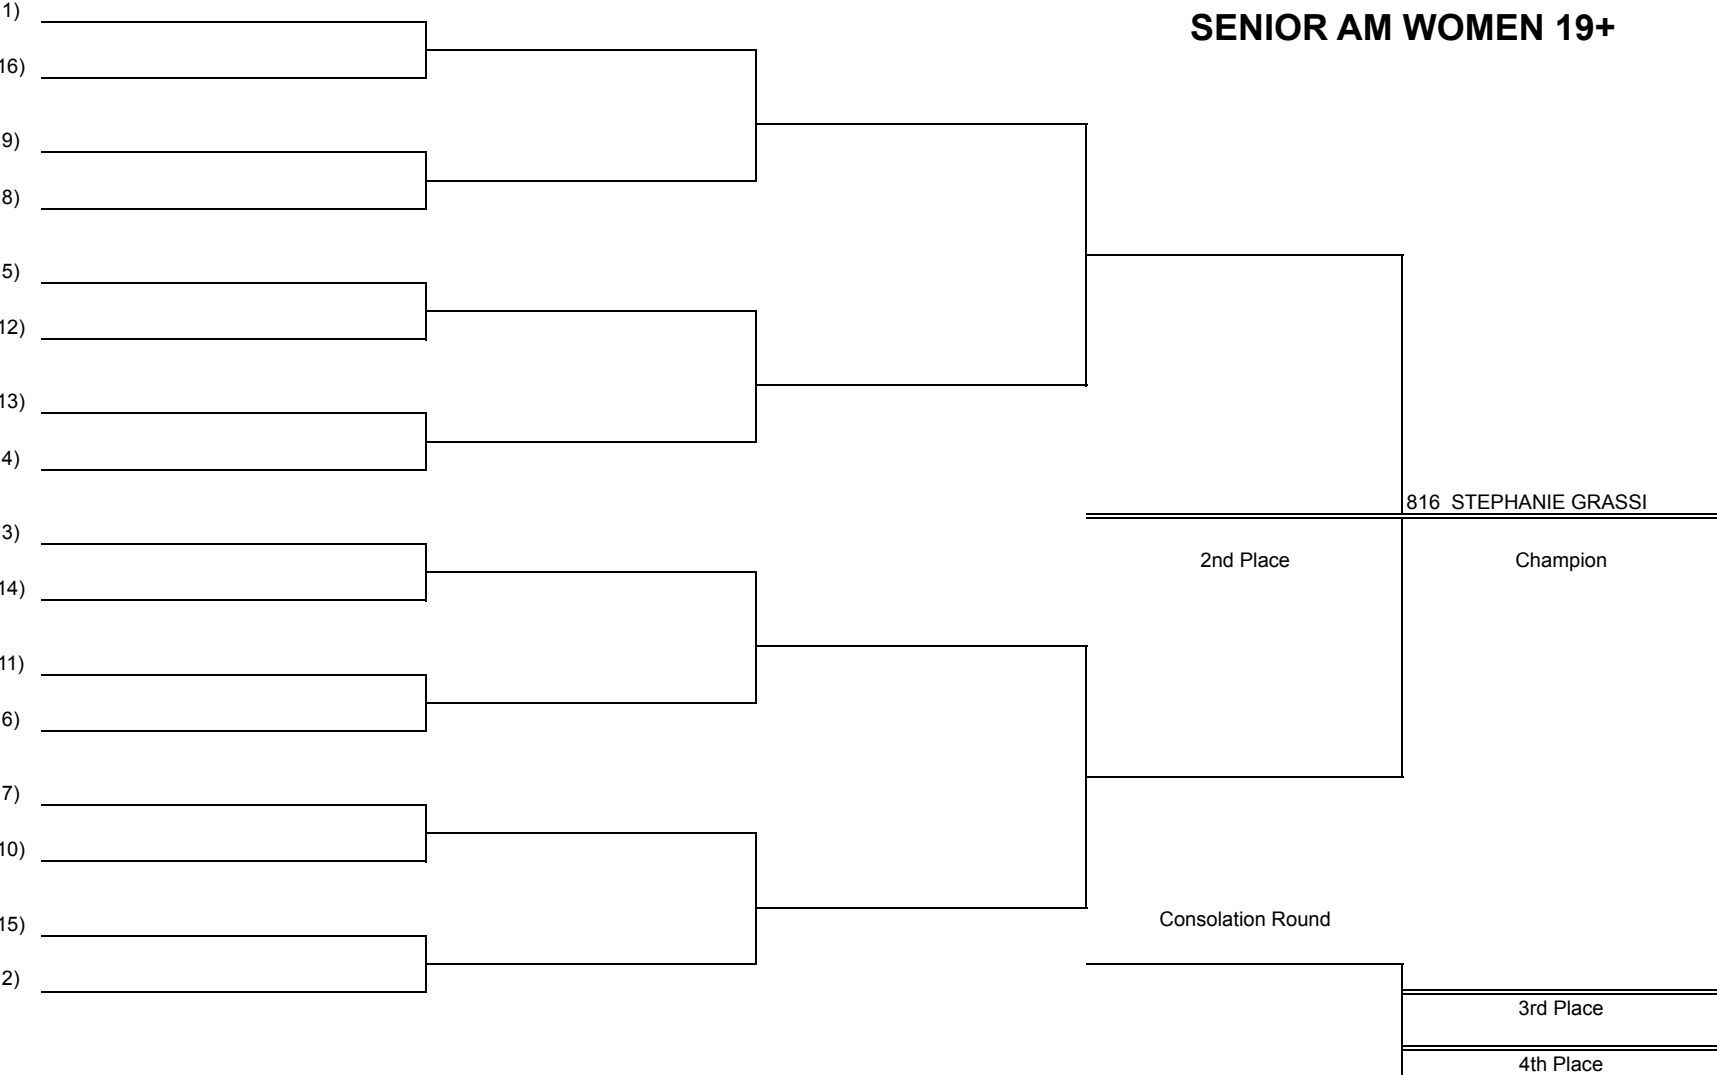 SENIOR AM WOMEN 19+
1)
16)
9)
8)
5)
12)
13)
4)
816 STEPHANIE GRASSI
3)
2nd Place
Champion
14)
11)
6)
7)
10)
Consolation Round
15)
2)
3rd Place
4th Place